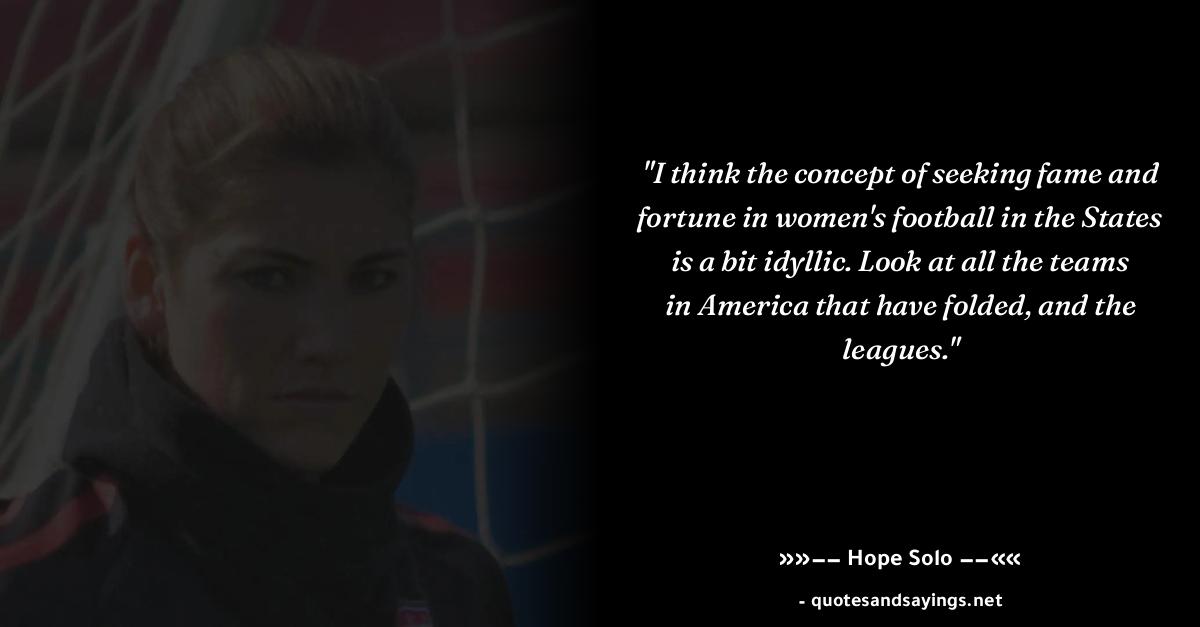 "I think the concept of seeking fame and
fortune in women's football in the States
is a bit idyllic. Look at all the teams
in America that have folded, and the
leagues."
»»−− Hope Solo −−««
- quotesandsayings.net